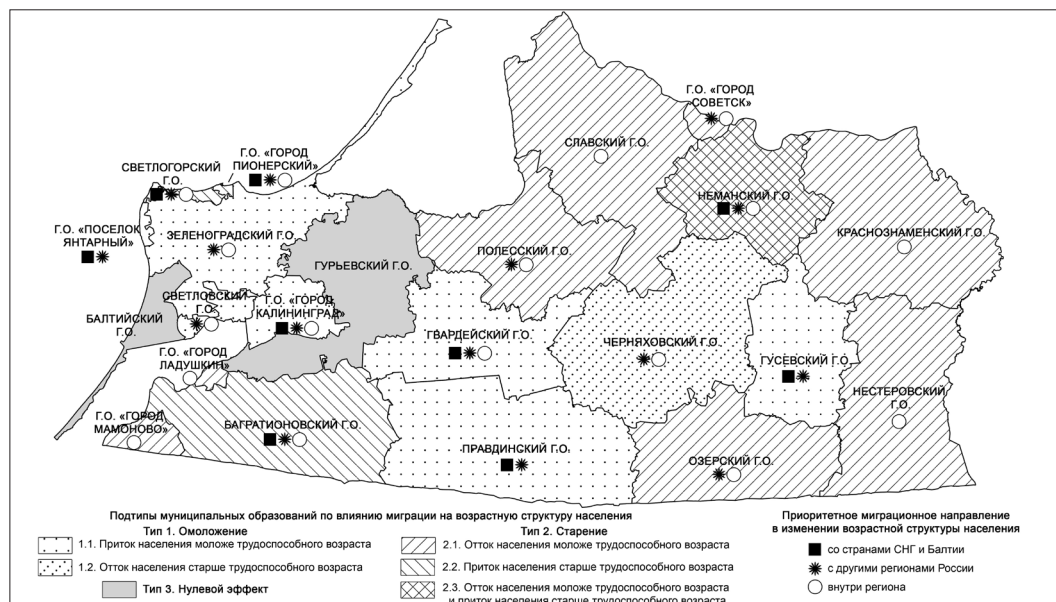 Г.О. «ГОРОД
СОВЕТСК»
СЛАВСКИЙ Г.О.
Г.О. «ГОРОД
ПИОНЕРСКИЙ»
СВЕТЛОГОРСКИЙ
Г.О.
НЕМАНСКИЙ Г.О.
КРАСНОЗНАМЕНСКИЙ Г.О.
ЗЕЛЕНОГРАДСКИЙ Г.О.
Г.О. «ПОСЕЛОК
ЯНТАРНЫЙ»
ПОЛЕССКИЙ Г.О.
ГУРЬЕВСКИЙ Г.О.
СВЕТЛОВСКИЙ
Г.О.
Г.О. «ГОРОД
КАЛИНИНГРАД»
БАЛТИЙСКИЙ
Г.О.
ГВАРДЕЙСКИЙ Г.О.
ЧЕРНЯХОВСКИЙ Г.О.
ГУСЕВСКИЙ Г.О.
Г.О. «ГОРОД
ЛАДУШКИН»
НЕСТЕРОВСКИЙ
Г.О.
Г.О. «ГОРОД
МАМОНОВО»
БАГРАТИОНОВСКИЙ Г.О.
ПРАВДИНСКИЙ Г.О.
ОЗЕРСКИЙ Г.О.
Подтипы муниципальных образований по влиянию миграции на возрастную структуру населения
Тип 1. Омоложение
1.1. Приток населения моложе трудоспособного возраста
1.2. Отток населения старше трудоспособного возраста
Тип 3. Нулевой эффект
Тип 2. Старение
2.1. Отток населения моложе трудоспособного возраста
2.2. Приток населения старше трудоспособного возраста
2.3. Отток населения моложе трудоспособного возраста
и приток населения старше трудоспособного возраста
Приоритетное миграционное направление
в изменении возрастной структуры населения
со странами СНГ и Балтии
с другими регионами России
внутри региона